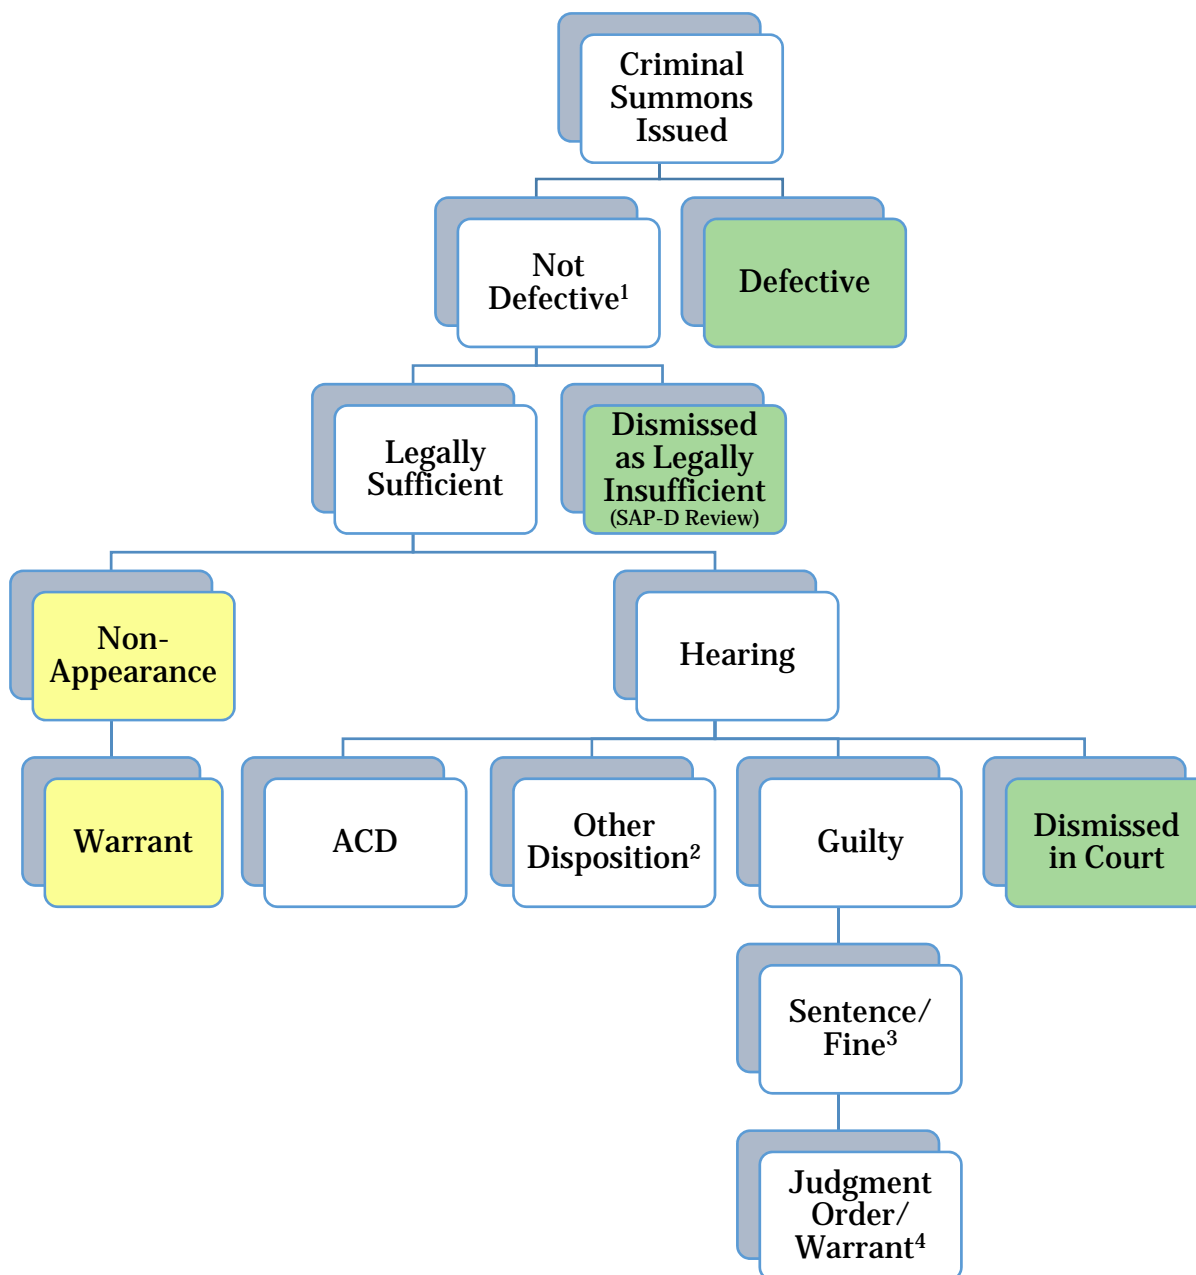 Criminal
Summons
Issued
Not
Defective¹
Defective
Legally
Sufficient
Dismissed
as Legally
Insufficient
(SAP-D Review)
Non-
Appearance
Hearing
Warrant
ACD
Other
Disposition²
Guilty
Dismissed
in Court
Sentence/
Fine³
Judgment
Order/
Warrant⁴